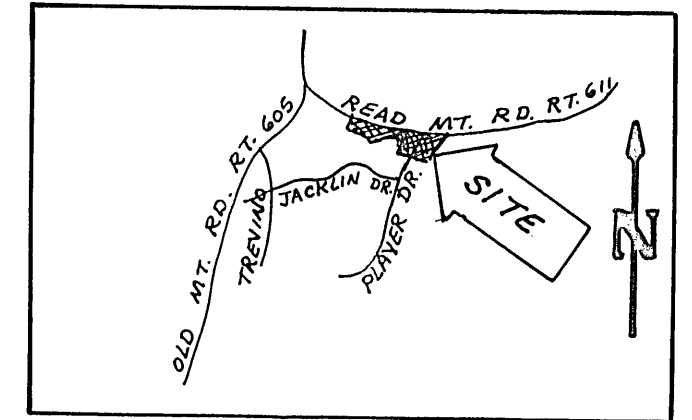 READ MT. RD. RT. 611
OLD MT. RD. RT. 605
TREVINO
JACKLIN DR.
PLAYER DR.
SITE
N